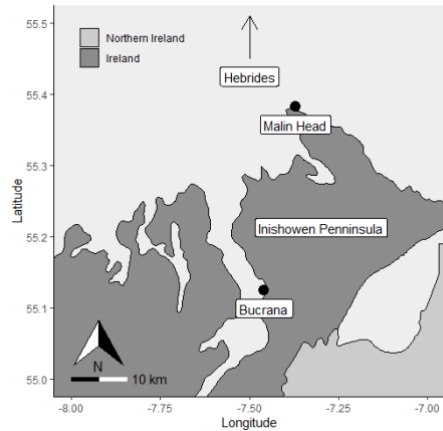 Northern Ireland
Ireland
Hebrides
Malin Head
Inishowen Penninsula
Bucrana
N
10 km
55.5
55.4
55.3
55.2
55.1
55.0
Latitude
-8.00
-7.75
-7.50
-7.25
-7.00
Longitude